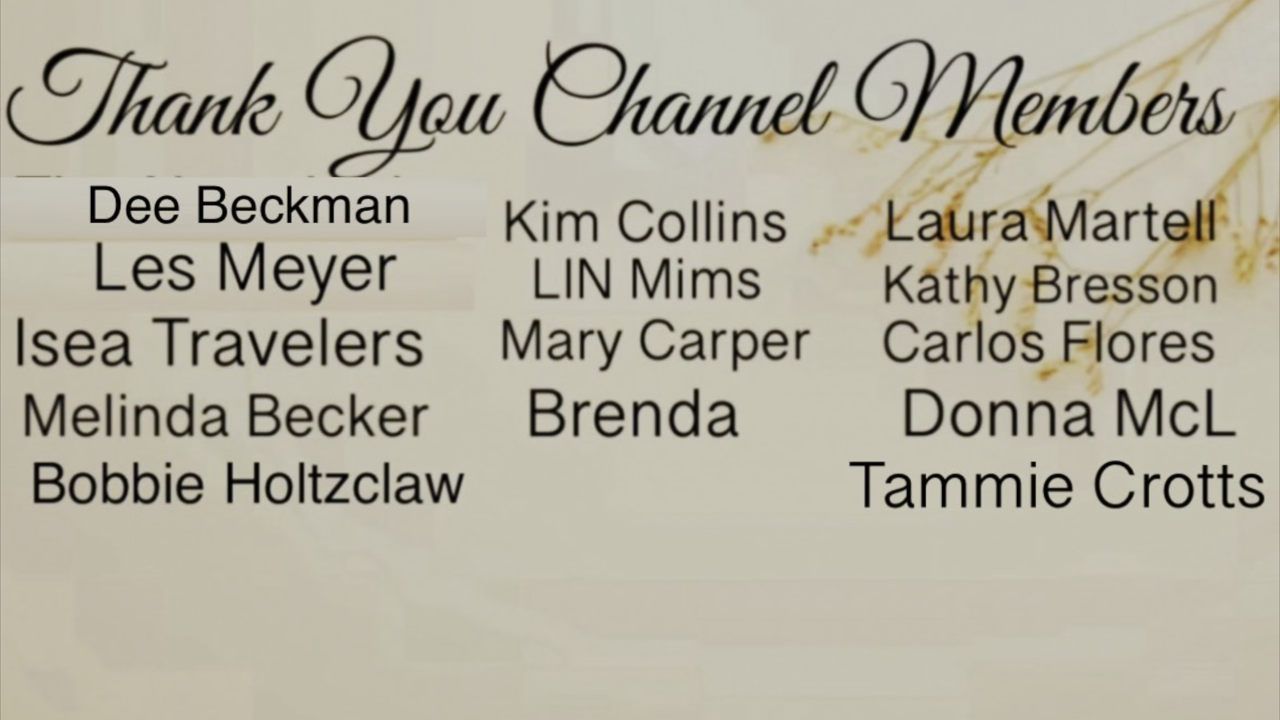 Thank You Channel Members
Dee Beckman
Les Meyer
Isea Travelers
Melinda Becker
Bobbie Holtzclaw
Kim Collins
LIN Mims
Mary Carper
Brenda
Laura Martell
Kathy Bresson
Carlos Flores
Donna McL
Tammie Crotts